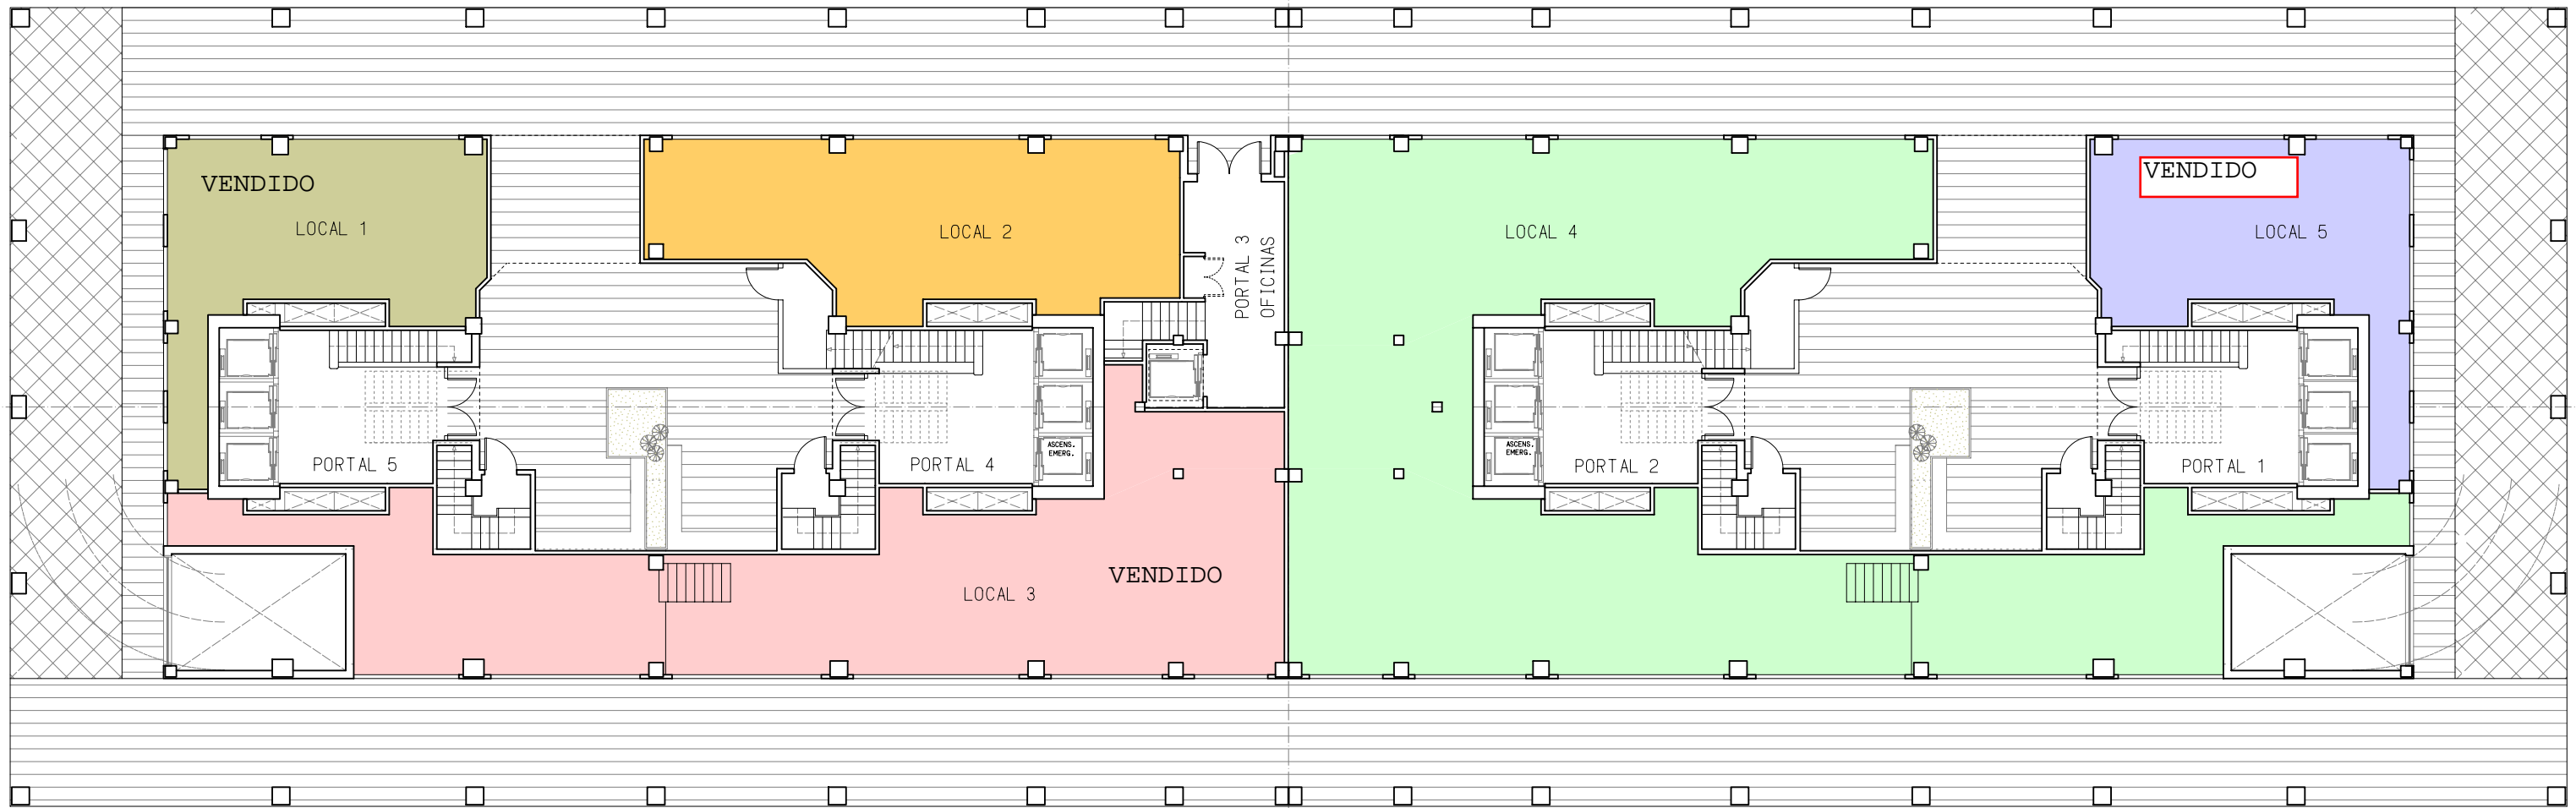 VENDIDO
LOCAL 1
LOCAL 2
PORTAL 3
OFICINAS
LOCAL 4
VENDIDO
LOCAL 5
PORTAL 5
PORTAL 4
ASCENS.
EMERG.
ASCENS.
EMERG.
PORTAL 2
PORTAL 1
LOCAL 3
VENDIDO